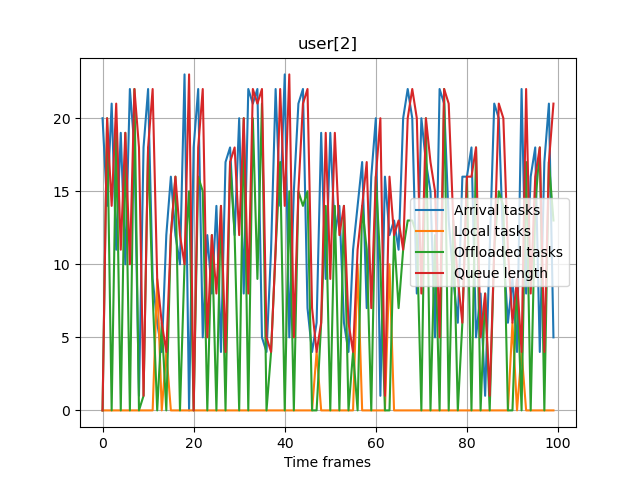 user[2]
20
15
10
5
0
Arrival tasks
Local tasks
Offloaded tasks
Queue length
0 20 40 60 80 100
Time frames